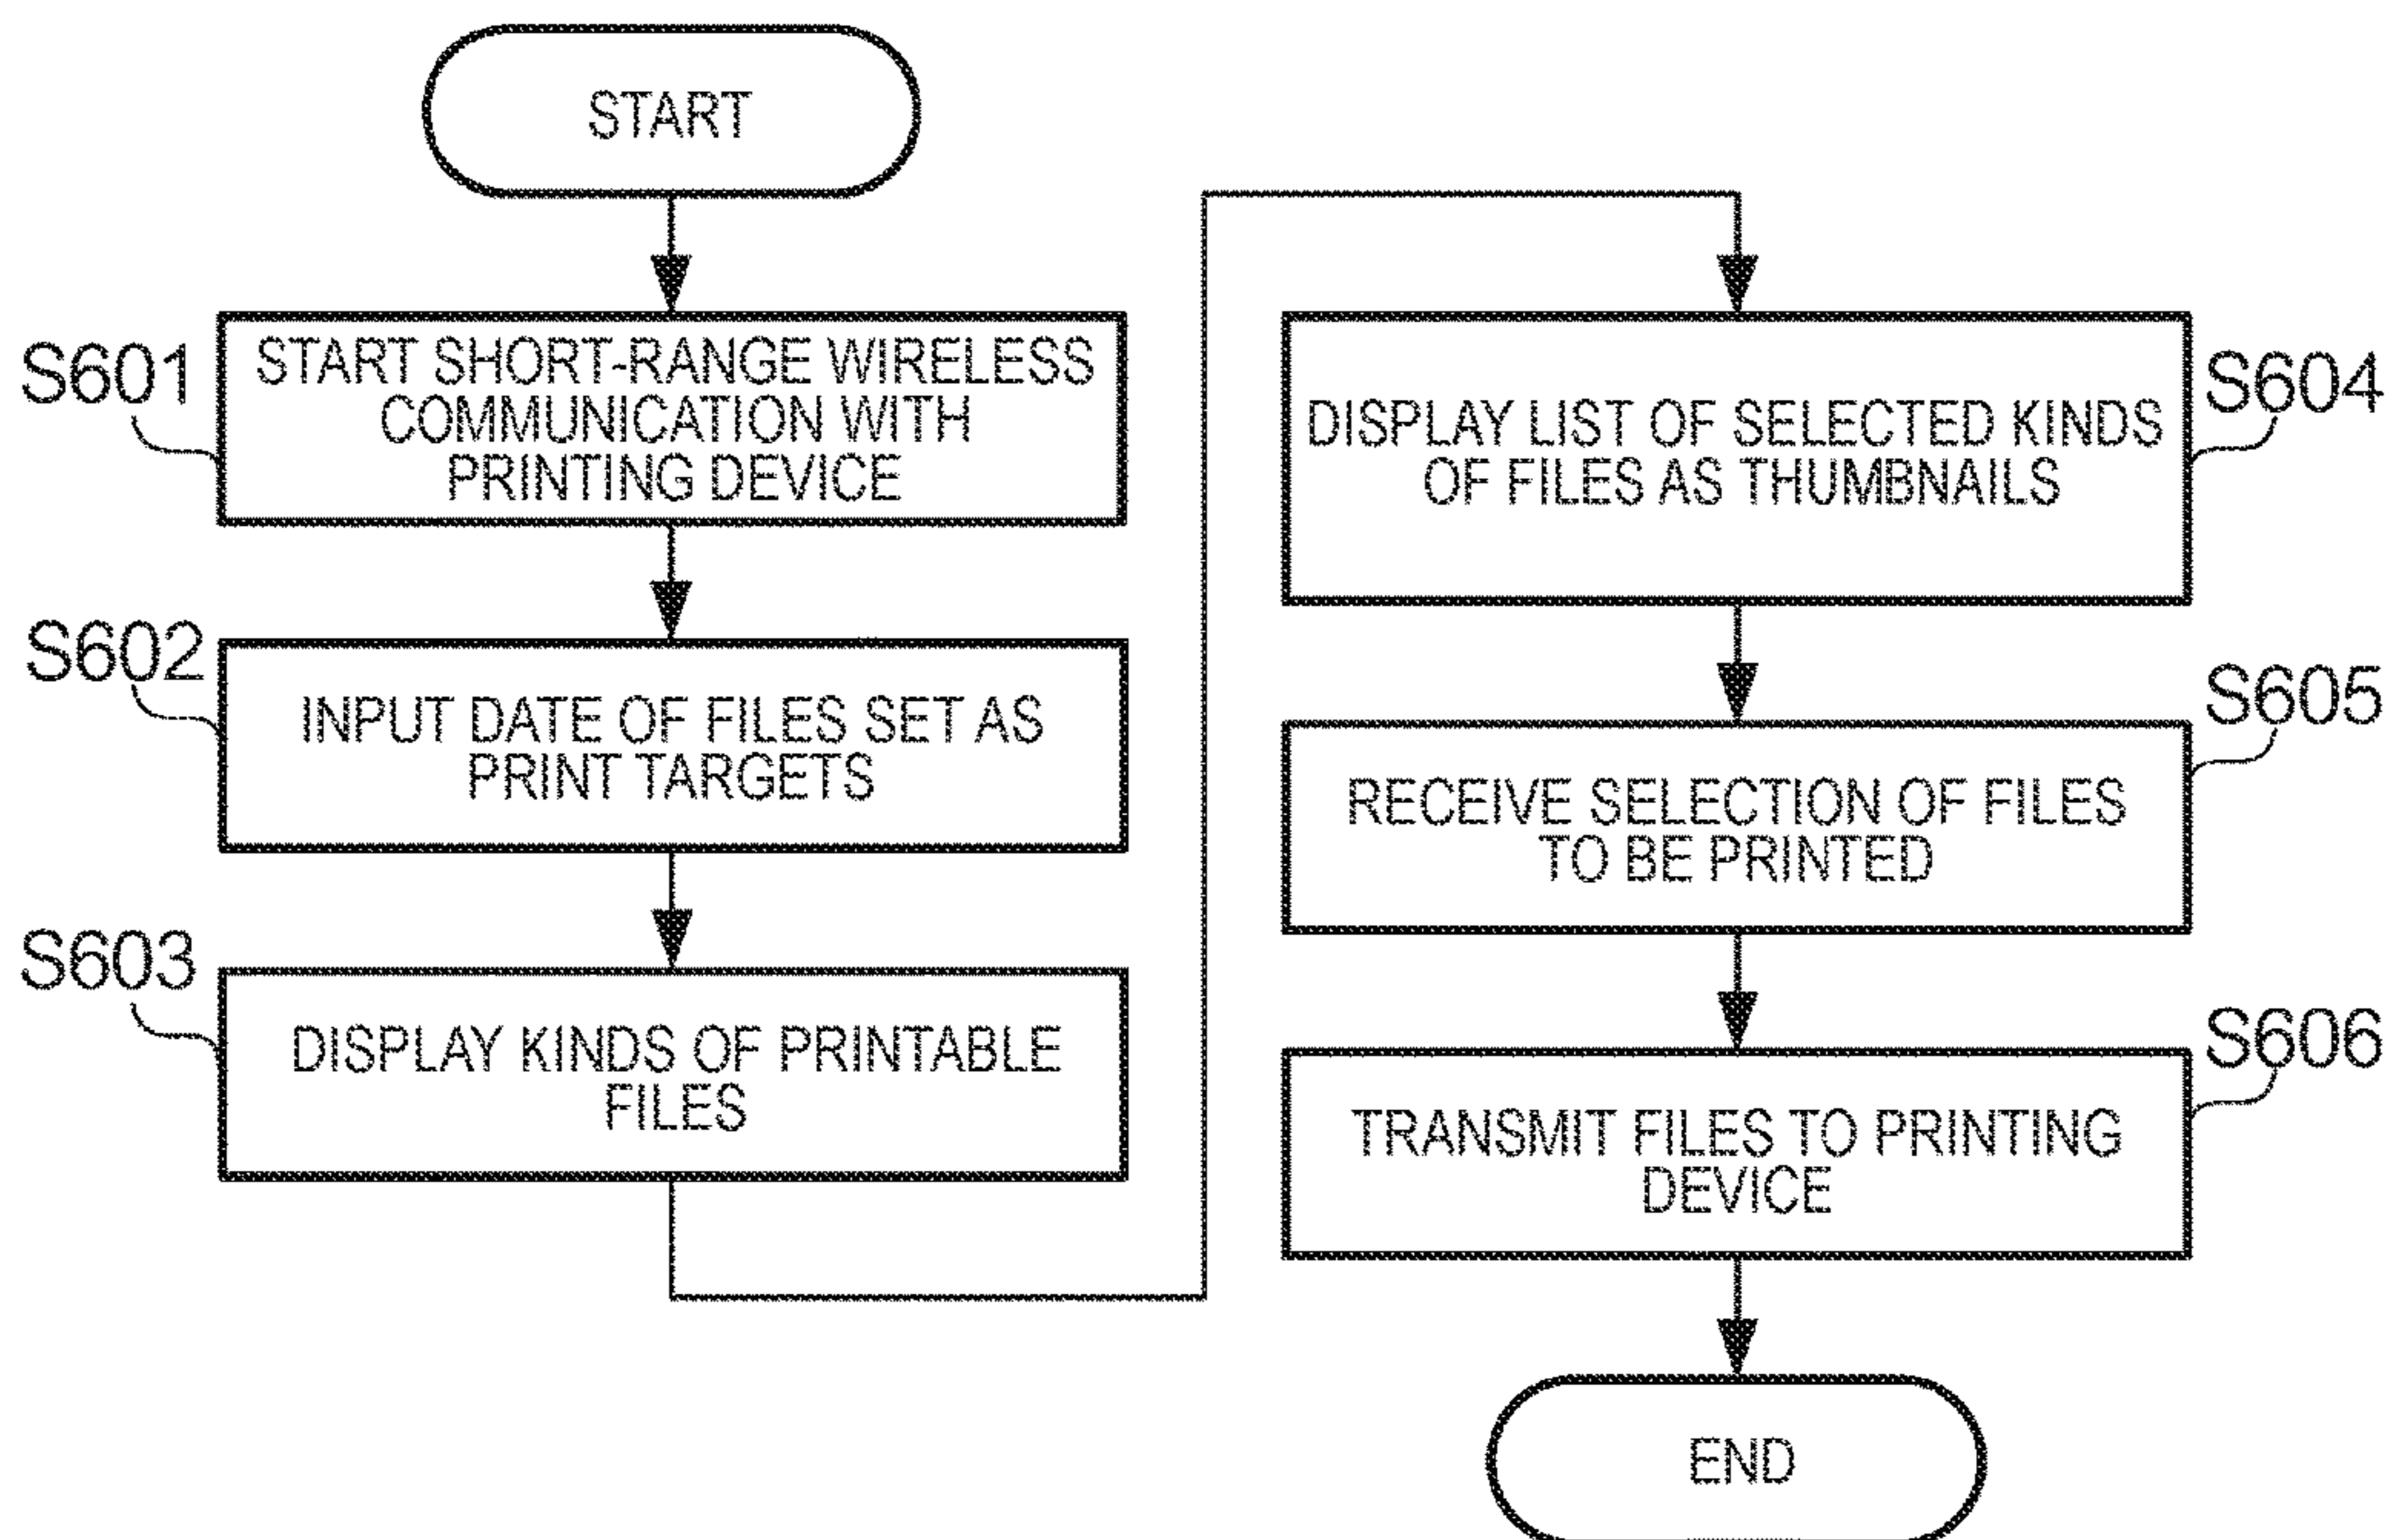 START
S601
START SHORT-RANGE WIRELESS
COMMUNICATION WITH
PRINTING DEVICE
S602
INPUT DATE OF FILES SET AS
PRINT TARGETS
S603
DISPLAY KINDS OF PRINTABLE
FILES
S604
DISPLAY LIST OF SELECTED KINDS
OF FILES AS THUMBNAILS
S605
RECEIVE SELECTION OF FILES
TO BE PRINTED
S606
TRANSMIT FILES TO PRINTING
DEVICE
END